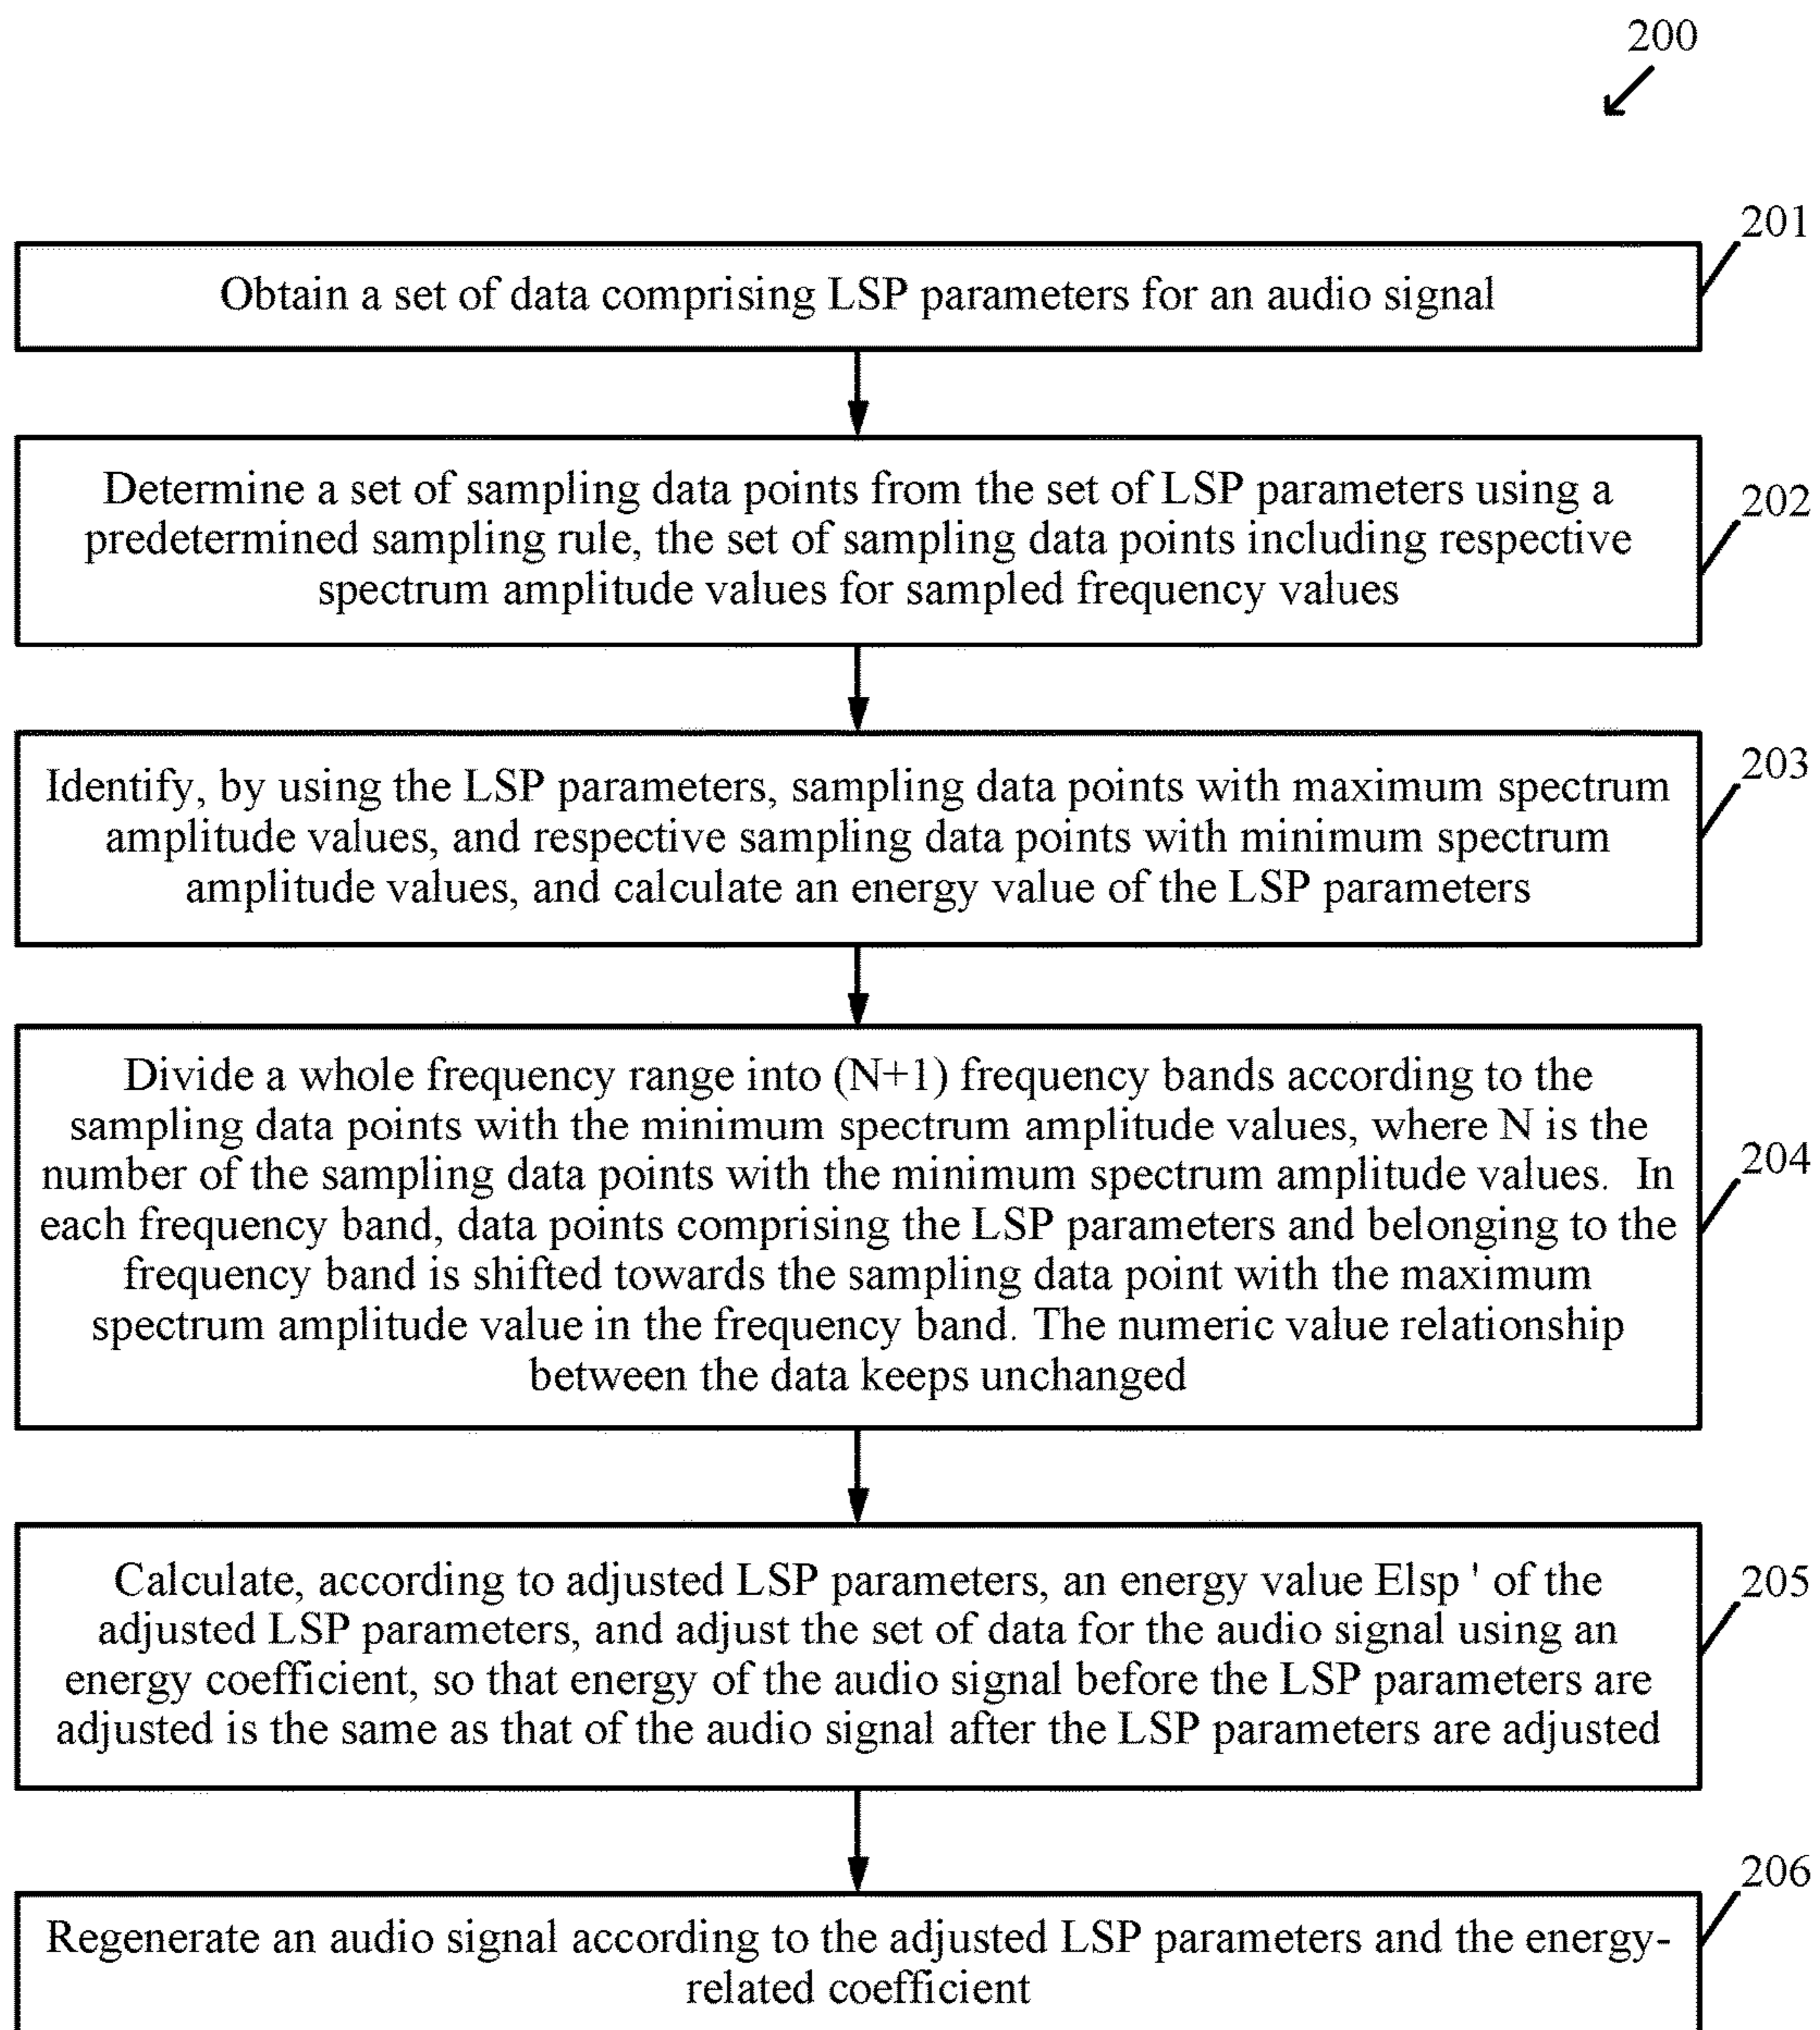 200
201
Obtain a set of data comprising LSP parameters for an audio signal
202
Determine a set of sampling data points from the set of LSP parameters using a
predetermined sampling rule, the set of sampling data points including respective
spectrum amplitude values for sampled frequency values
203
Identify, by using the LSP parameters, sampling data points with maximum spectrum
amplitude values, and respective sampling data points with minimum spectrum
amplitude values, and calculate an energy value of the LSP parameters
204
Divide a whole frequency range into (N+1) frequency bands according to the
sampling data points with the minimum spectrum amplitude values, where N is the
number of the sampling data points with the minimum spectrum amplitude values.  In
each frequency band, data points comprising the LSP parameters and belonging to the
frequency band is shifted towards the sampling data point with the maximum
spectrum amplitude value in the frequency band. The numeric value relationship
between the data keeps unchanged
205
Calculate, according to adjusted LSP parameters, an energy value Elsp ' of the
adjusted LSP parameters, and adjust the set of data for the audio signal using an
energy coefficient, so that energy of the audio signal before the LSP parameters are
adjusted is the same as that of the audio signal after the LSP parameters are adjusted
206
Regenerate an audio signal according to the adjusted LSP parameters and the energy-
related coefficient